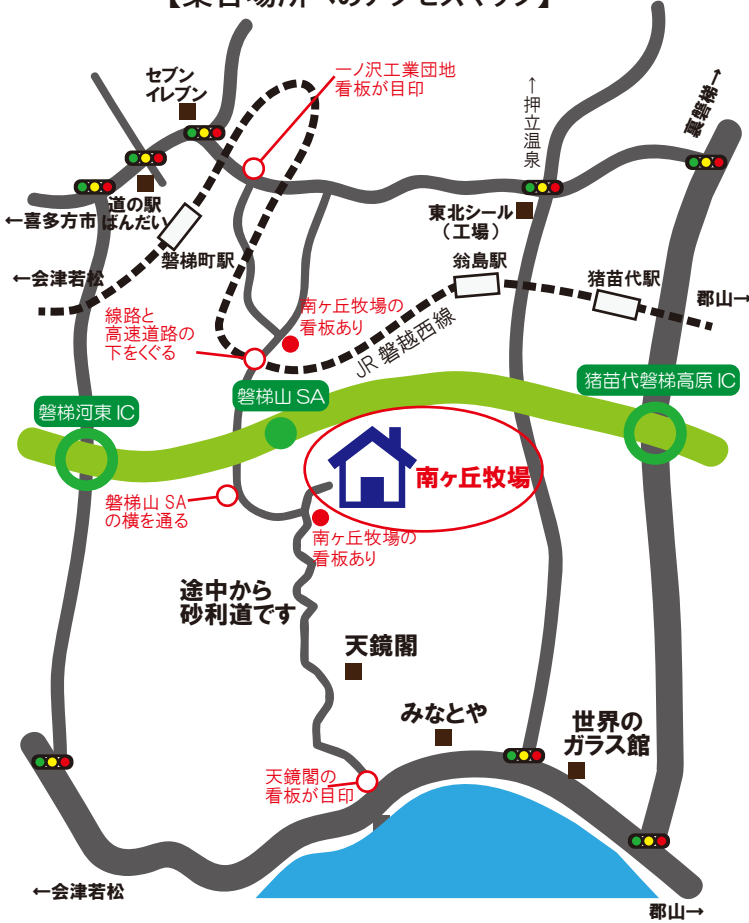 【集合場所へのアクセスマップ】
セブン
イレブン
一ノ沢工業団地
看板が目印
↑押立温泉
裏磐梯→
道の駅
ばんだい
←喜多方市
磐梯町駅
東北シール
（工場）
←会津若松
翁島駅
猪苗代駅
郡山→
線路と
高速道路の
下をくぐる
南ヶ丘牧場の
看板あり
JR 磐越西線
磐梯河東 IC
磐梯山 SA
猪苗代磐梯高原 IC
南ヶ丘牧場
磐梯山 SA
の横を通る
南ヶ丘牧場の
看板あり
途中から
砂利道です
天鏡閣
みなとや
世界の
ガラス館
天鏡閣の
看板が目印
←会津若松
郡山→